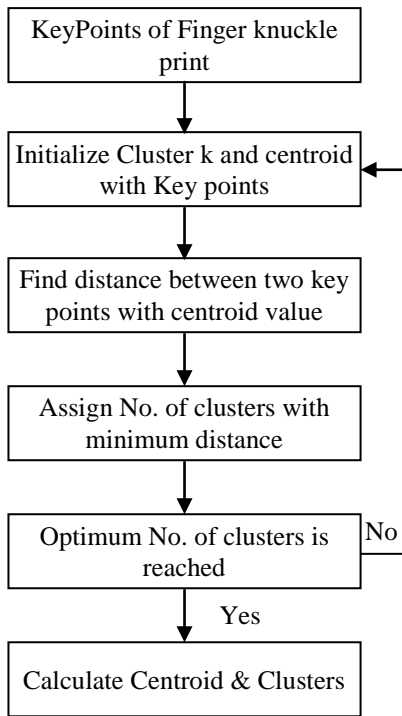 KeyPoints of Finger knuckle
print
Initialize Cluster k and centroid
with Key points
Find distance between two key
points with centroid value
Assign No. of clusters with
minimum distance
Optimum No. of clusters is
reached
No
Yes
Calculate Centroid & Clusters